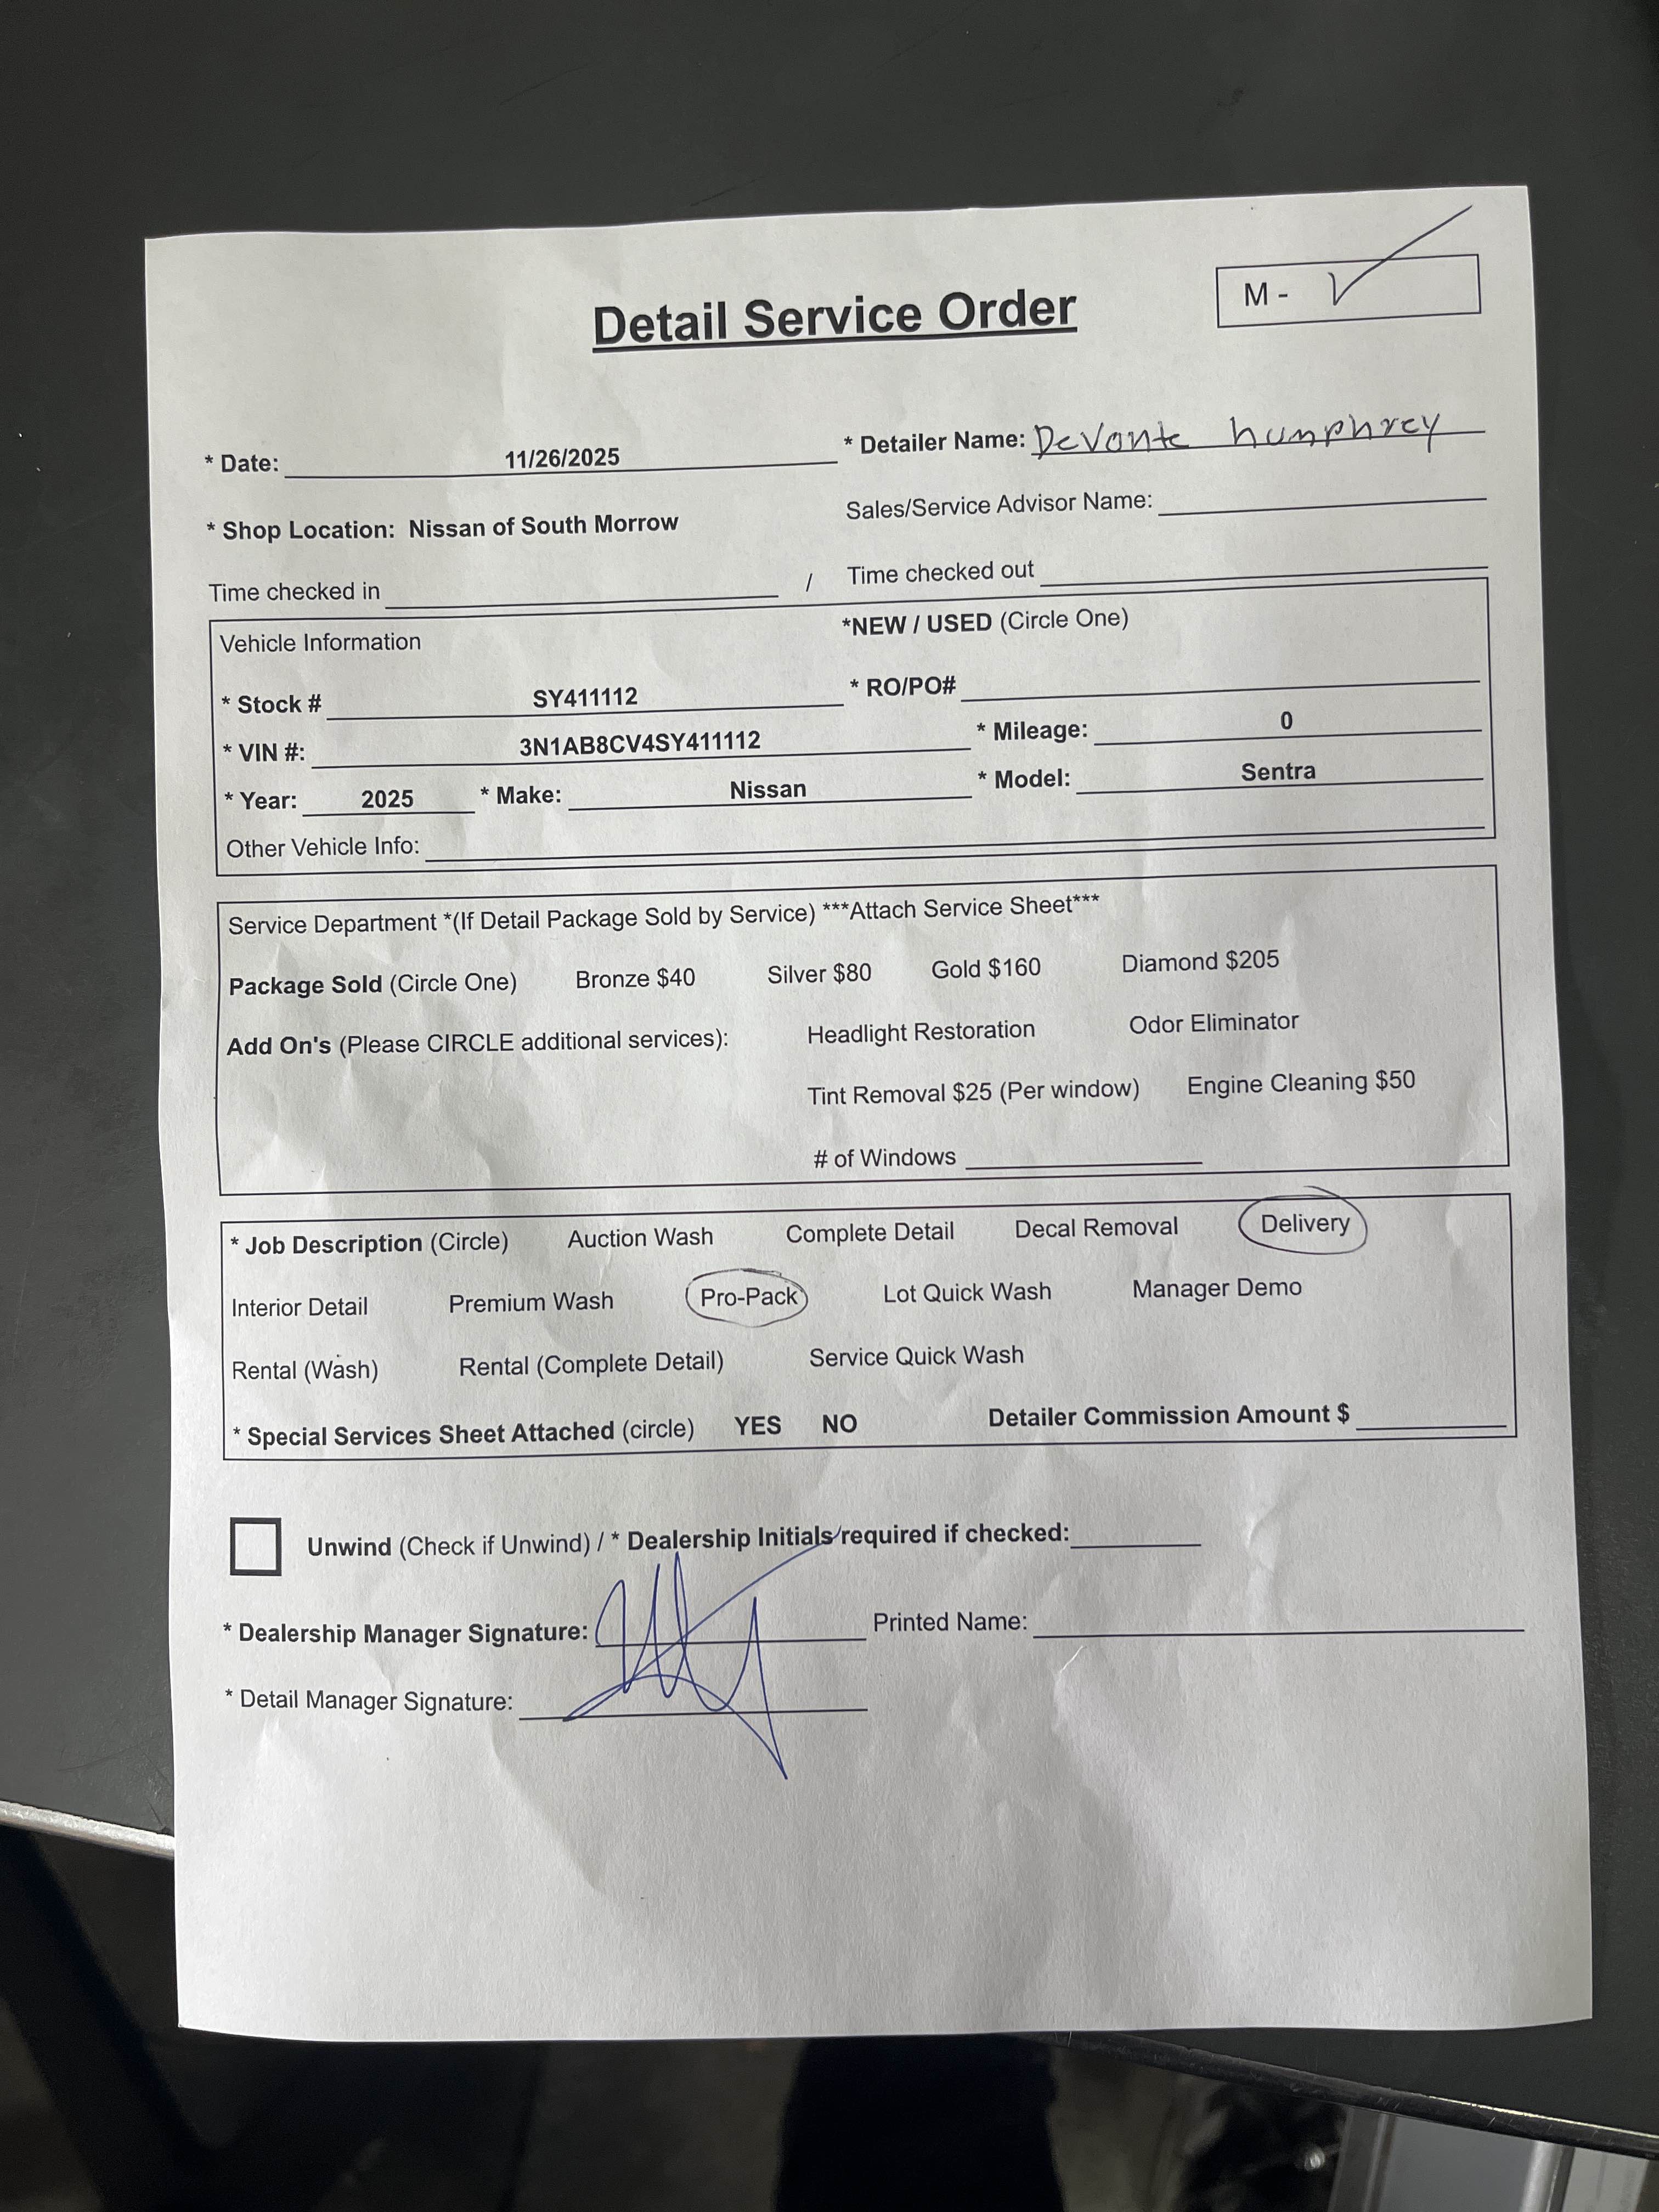 Detail Service Order
M - ✓
* Date: 11/26/2025 * Detailer Name: DeVonte humphrey
* Shop Location: Nissan of South Morrow Sales/Service Advisor Name:
Time checked in / Time checked out
Vehicle Information *NEW / USED (Circle One)
* Stock # SY411112 * RO/PO#
* VIN #: 3N1AB8CV4SY411112 * Mileage: 0
* Year: 2025 * Make: Nissan * Model: Sentra
Other Vehicle Info:
Service Department *(If Detail Package Sold by Service) ***Attach Service Sheet***
Package Sold (Circle One) Bronze $40 Silver $80 Gold $160 Diamond $205
Add On's (Please CIRCLE additional services): Headlight Restoration Odor Eliminator
Tint Removal $25 (Per window) Engine Cleaning $50
# of Windows
* Job Description (Circle) Auction Wash Complete Detail Decal Removal Delivery
Interior Detail Premium Wash Pro-Pack Lot Quick Wash Manager Demo
Rental (Wash) Rental (Complete Detail) Service Quick Wash
* Special Services Sheet Attached (circle) YES NO Detailer Commission Amount $
Unwind (Check if Unwind) / * Dealership Initials required if checked:
* Dealership Manager Signature: Printed Name:
* Detail Manager Signature: